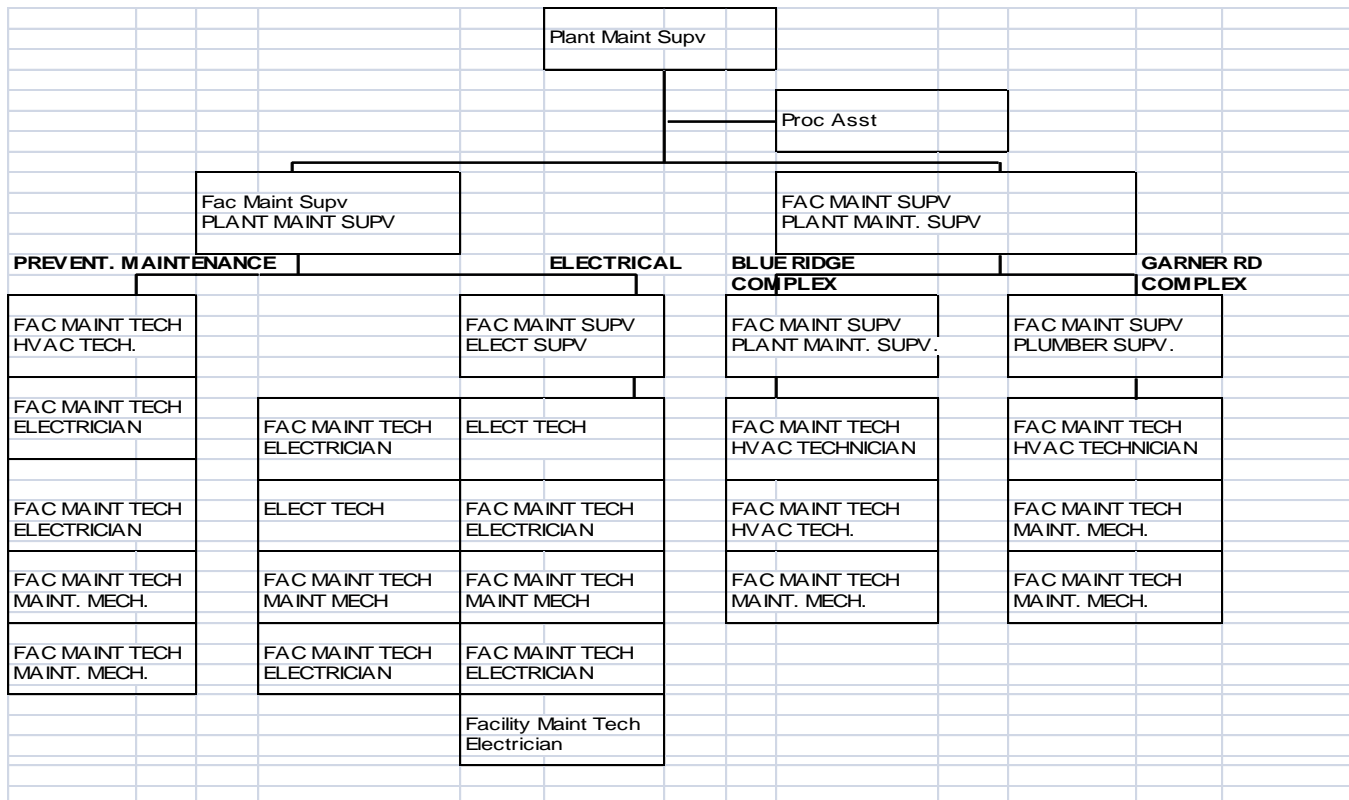 Plant Maint Supv
Proc Asst
Fac Maint Supv
PLANT MAINT SUPV
FAC MAINT SUPV
PLANT MAINT. SUPV
PREVENT. MAINTENANCE
ELECTRICAL
BLUE RIDGE
COMPLEX
GARNER RD
COMPLEX
FAC MAINT TECH
HVAC TECH.
FAC MAINT SUPV
ELECT SUPV
FAC MAINT SUPV
PLANT MAINT. SUPV.
FAC MAINT SUPV
PLUMBER SUPV.
FAC MAINT TECH
ELECTRICIAN
FAC MAINT TECH
ELECTRICIAN
ELECT TECH
FAC MAINT TECH
HVAC TECHNICIAN
FAC MAINT TECH
HVAC TECHNICIAN
FAC MAINT TECH
ELECTRICIAN
ELECT TECH
FAC MAINT TECH
ELECTRICIAN
FAC MAINT TECH
HVAC TECH.
FAC MAINT TECH
MAINT. MECH.
FAC MAINT TECH
MAINT. MECH.
FAC MAINT TECH
MAINT MECH
FAC MAINT TECH
MAINT MECH
FAC MAINT TECH
MAINT. MECH.
FAC MAINT TECH
MAINT. MECH.
FAC MAINT TECH
MAINT. MECH.
FAC MAINT TECH
ELECTRICIAN
FAC MAINT TECH
ELECTRICIAN
Facility Maint Tech
Electrician